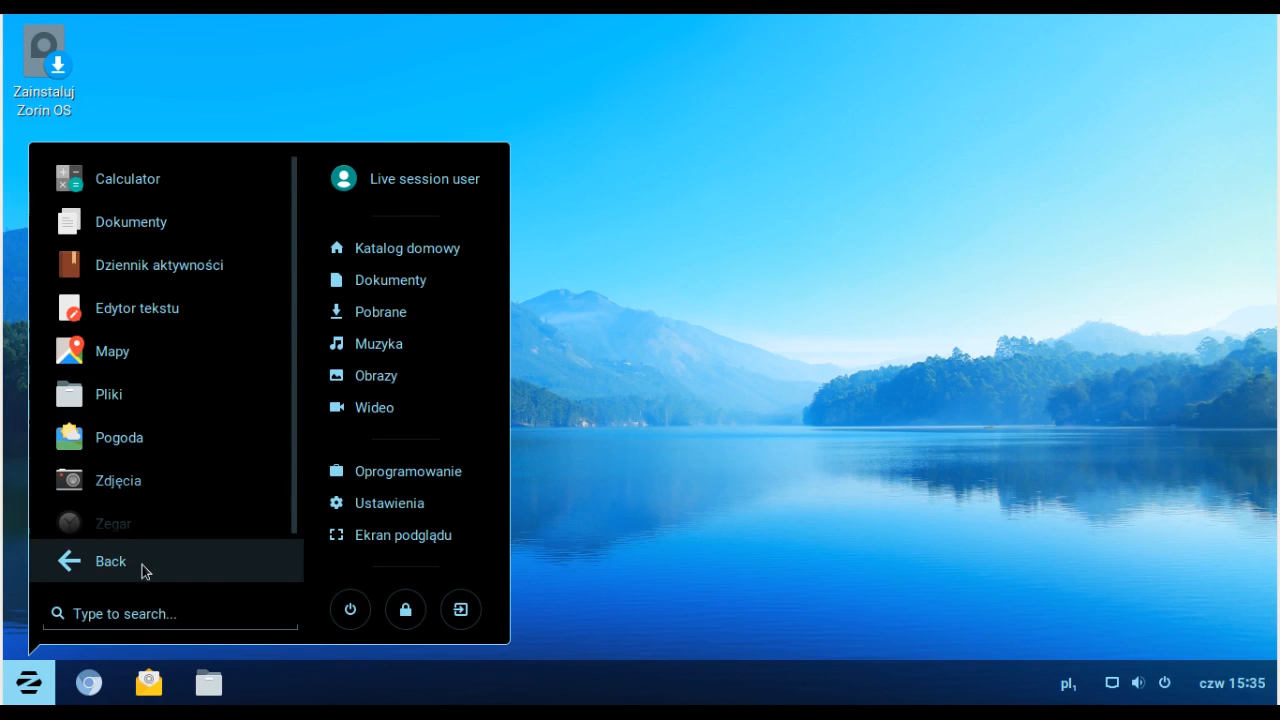 Zainstaluj
Zorin OS
Calculator
Dokumenty
Dziennik aktywności
Edytor tekstu
Mapy
Pliki
Pogoda
Zdjęcia
Zegar
Back
Type to search...
Live session user
Katalog domowy
Dokumenty
Pobrane
Muzyka
Obrazy
Wideo
Oprogramowanie
Ustawienia
Ekran podglądu
pl₁
czw 15:35